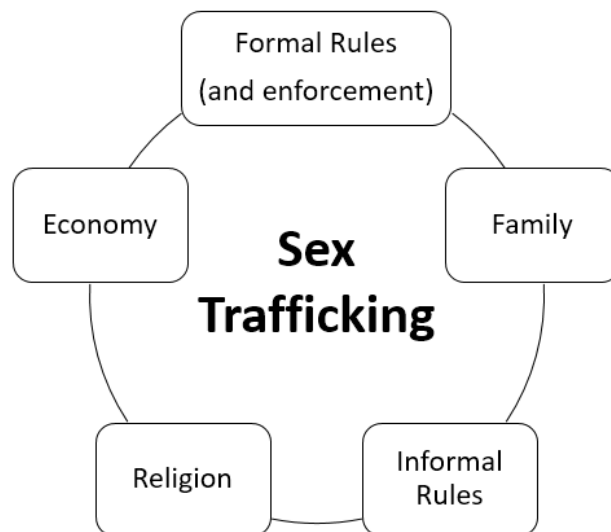 Formal Rules
(and enforcement)
Economy
Family
Sex
Trafficking
Religion
Informal
Rules